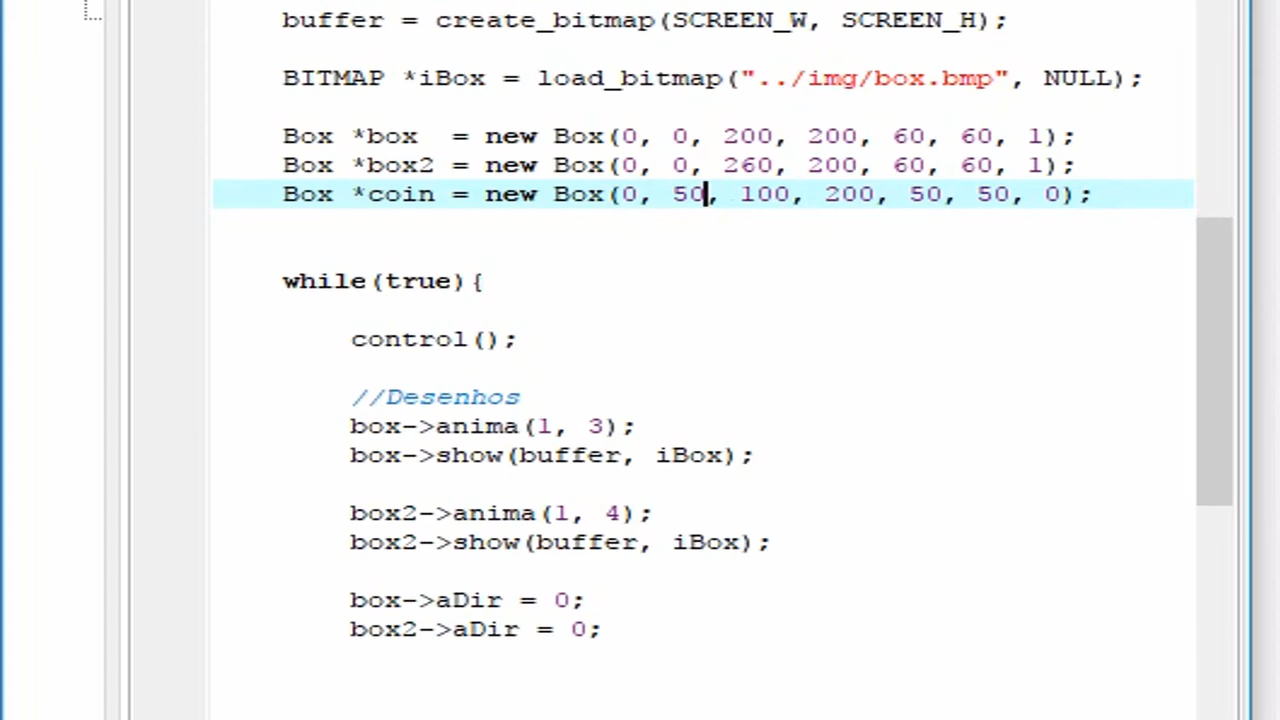 buffer = create_bitmap(SCREEN_W, SCREEN_H);
BITMAP *iBox = load_bitmap("../img/box.bmp", NULL);
Box *box  = new Box(0, 0, 200, 200, 60, 60, 1);
Box *box2 = new Box(0, 0, 260, 200, 60, 60, 1);
Box *coin = new Box(0, 50, 100, 200, 50, 50, 0);
while(true){
control();
//Desenhos
box->anima(1, 3);
box->show(buffer, iBox);
box2->anima(1, 4);
box2->show(buffer, iBox);
box->aDir = 0;
box2->aDir = 0;